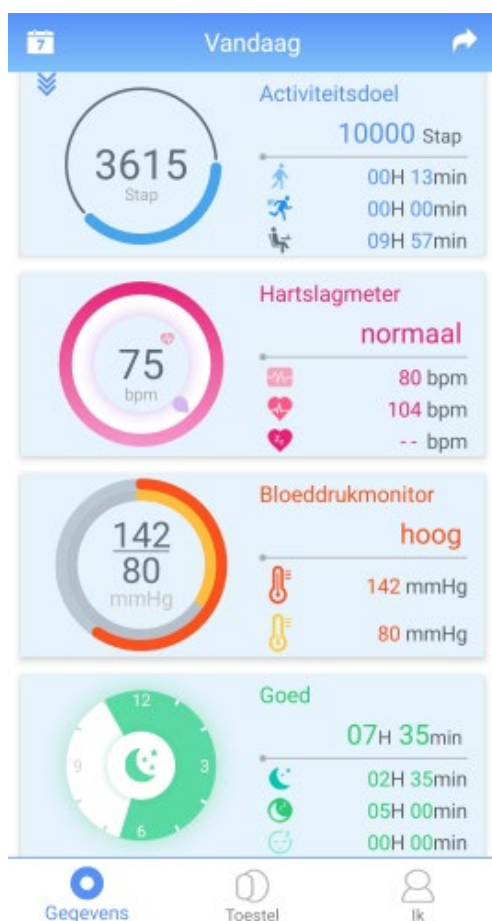 7
Vandaag
Activiteitsdoel
3615
Stap
10000 Stap
00H 13min
00H 00min
09H 57min
Hartslagmeter
normaal
75
bpm
80 bpm
104 bpm
-- bpm
Bloeddrukmonitor
hoog
142
80
mmHg
142 mmHg
80 mmHg
Goed
07H 35min
12
9
3
6
02H 35min
05H 00min
00H 00min
Gegevens
Toestel
Ik